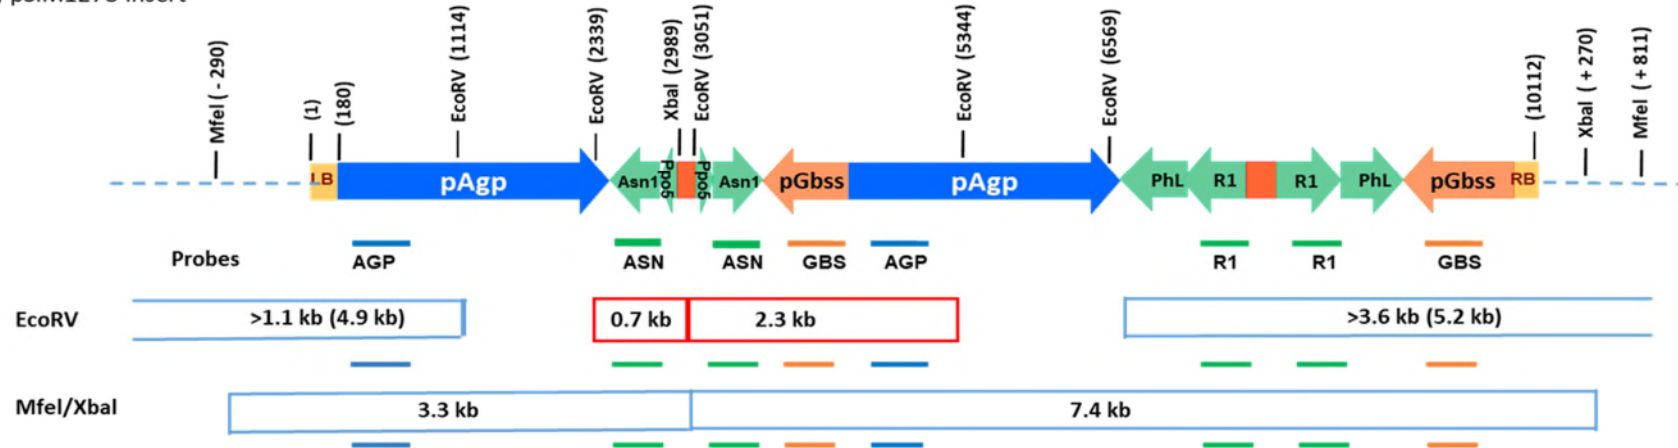 MfeI ( - 290)
(1)
(180)
EcoRV (1114)
EcoRV (2339)
XbaI (2989)
EcoRV (3051)
EcoRV (5344)
EcoRV (6569)
(10112)
XbaI ( + 270)
MfeI ( + 811)
LB pAgp Asn1 Ppo5 Ppo5 Asn1 pGbss pAgp PhL R1 R1 PhL pGbss RB
Probes AGP ASN ASN GBS AGP R1 R1 GBS
EcoRV >1.1 kb (4.9 kb) 0.7 kb 2.3 kb >3.6 kb (5.2 kb)
MfeI/XbaI 3.3 kb 7.4 kb